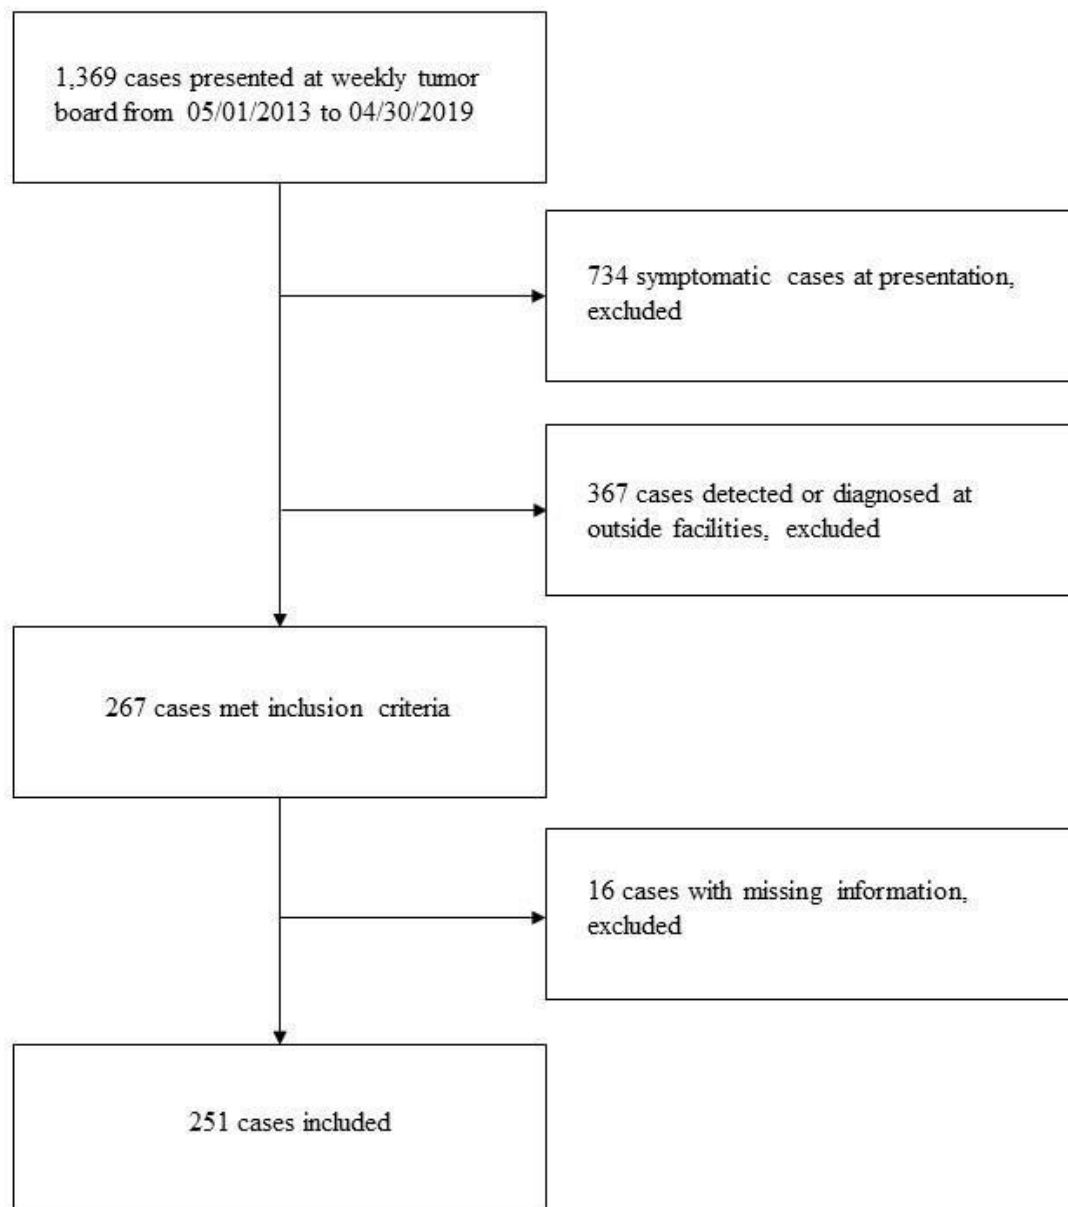 1,369 cases presented at weekly tumor
board from 05/01/2013 to 04/30/2019
734 symptomatic cases at presentation,
excluded
367 cases detected or diagnosed at
outside facilities, excluded
267 cases met inclusion criteria
16 cases with missing information,
excluded
251 cases included